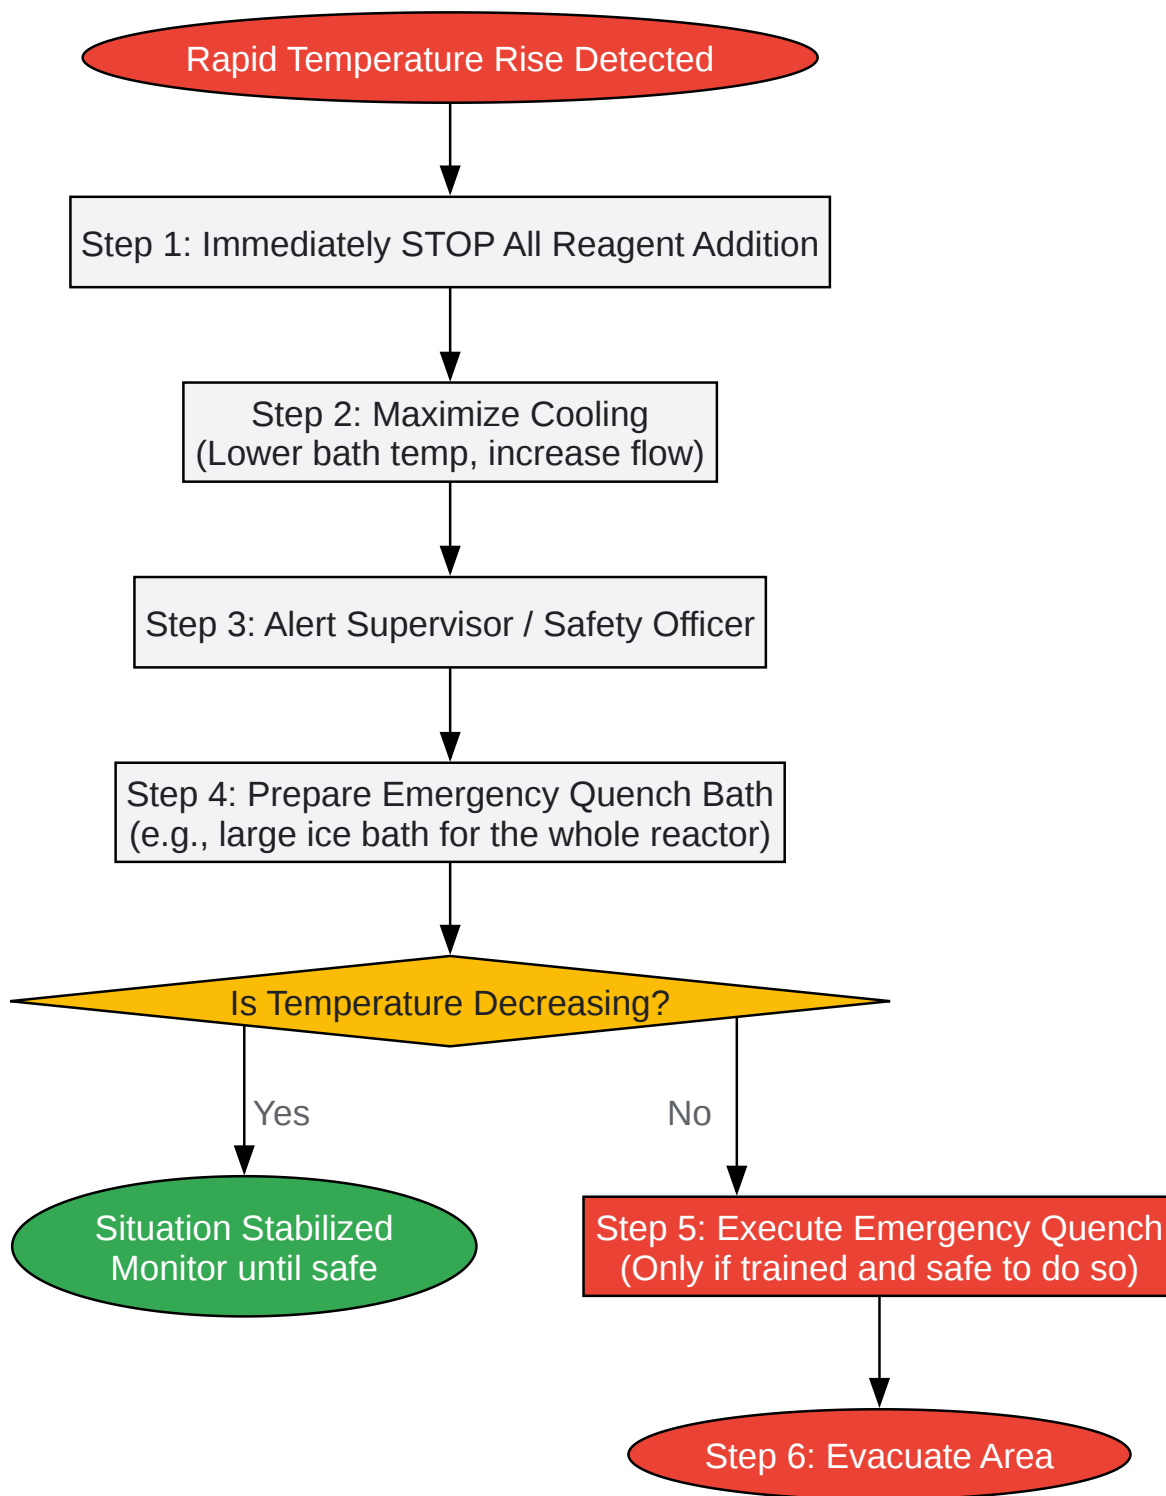 Rapid Temperature Rise Detected
Step 1: Immediately STOP All Reagent Addition
Step 2: Maximize Cooling
(Lower bath temp, increase flow)
Step 3: Alert Supervisor / Safety Officer
Step 4: Prepare Emergency Quench Bath
(e.g., large ice bath for the whole reactor)
Is Temperature Decreasing?
Yes
No
Situation Stabilized
Monitor until safe
Step 5: Execute Emergency Quench
(Only if trained and safe to do so)
Step 6: Evacuate Area